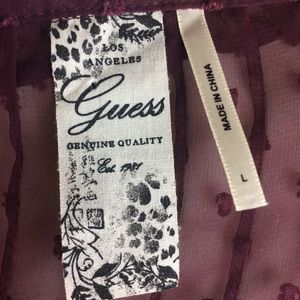 LOS
ANGELES
Guess
GENUINE QUALITY
Est. 1981
MADE IN CHINA
L